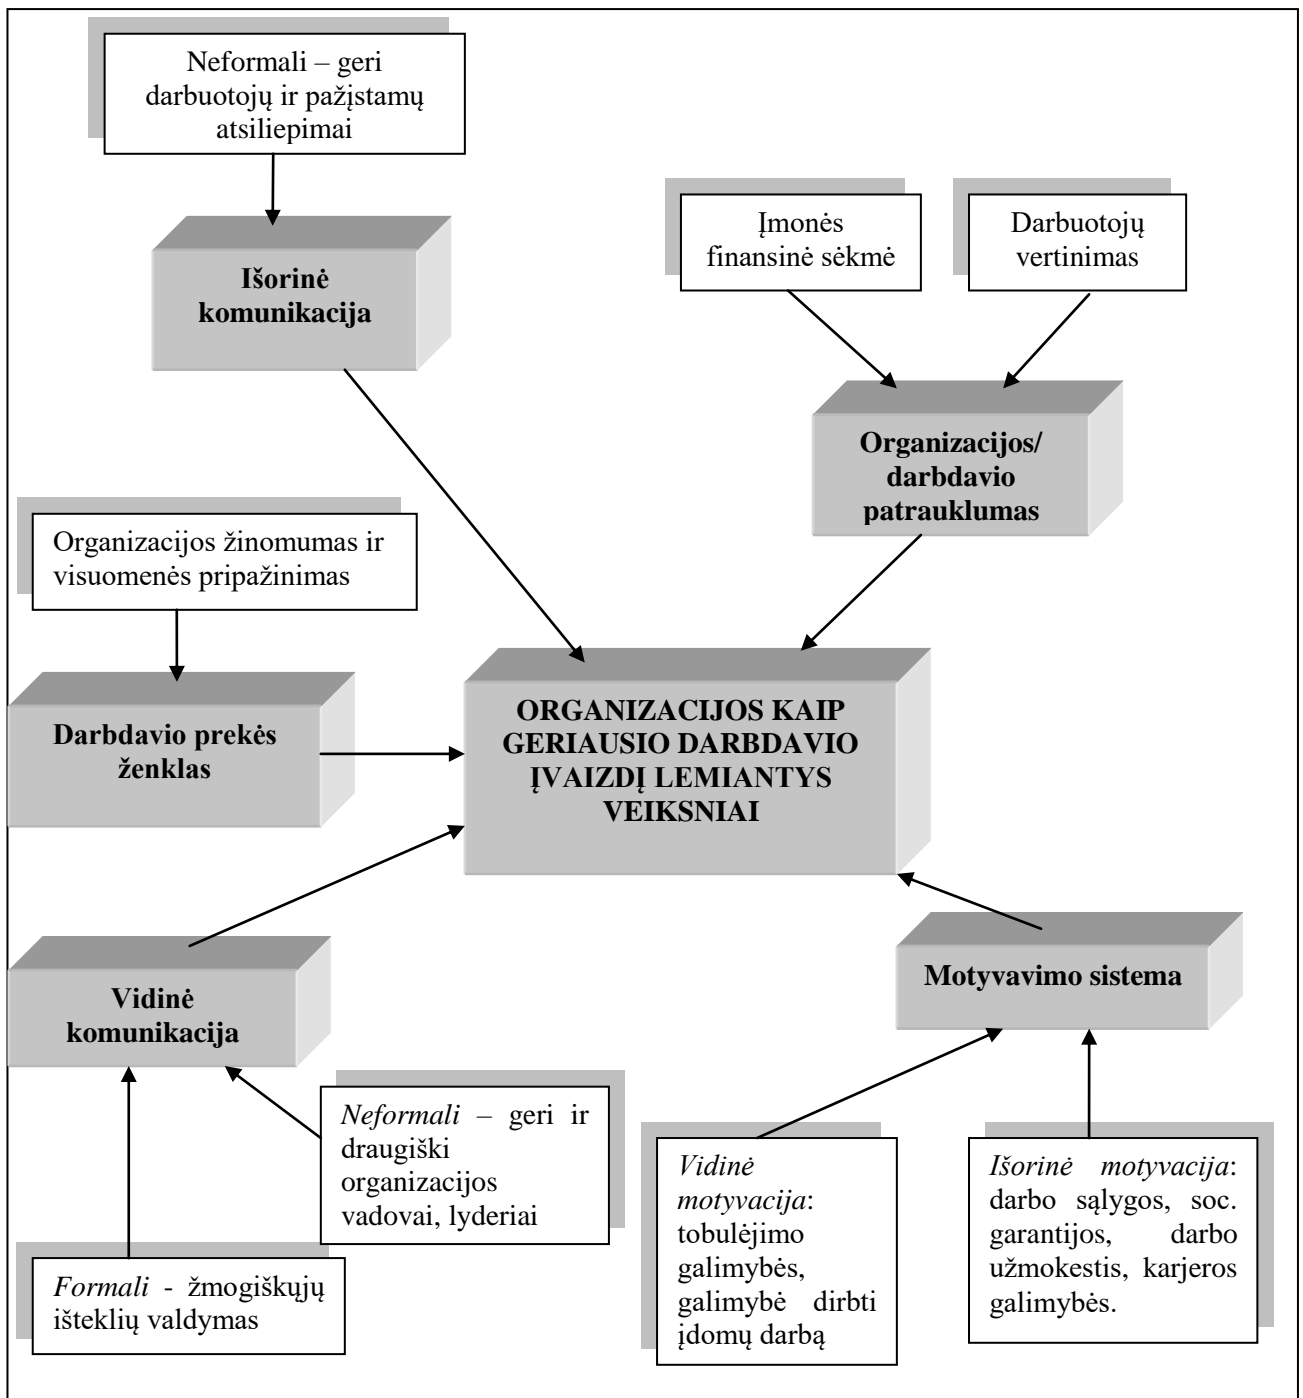 Neformali – geri
darbuotojų ir pažįstamų
atsiliepimai
Įmonės
finansinė sėkmė
Darbuotojų
vertinimas
Išorinė
komunikacija
Organizacijos/
darbdavio
patrauklumas
Organizacijos žinomumas ir
visuomenės pripažinimas
Darbdavio prekės
ženklas
ORGANIZACIJOS KAIP
GERIAUSIO DARBDAVIO
ĮVAIZDĮ LEMIANTYS
VEIKSNIAI
Vidinė
komunikacija
Motyvavimo sistema
Neformali – geri ir
draugiški
organizacijos
vadovai, lyderiai
Formali - žmogiškųjų
išteklių valdymas
Vidinė
motyvacija:
tobulėjimo
galimybės,
galimybė dirbti
įdomų darbą
Išorinė motyvacija:
darbo sąlygos, soc.
garantijos, darbo
užmokestis, karjeros
galimybės.